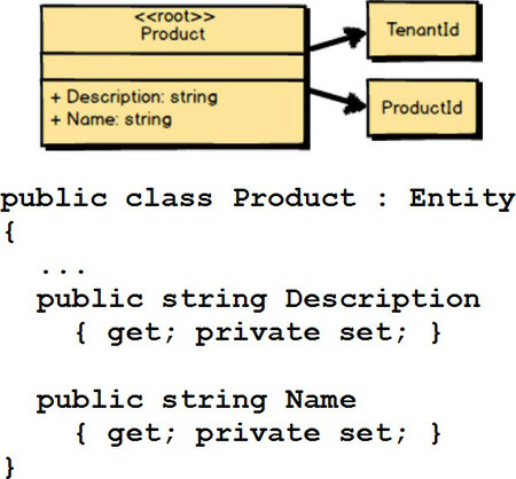 <<root>>
Product
TenantId
+ Description: string
+ Name: string
ProductId
public class Product : Entity
{
...
public string Description
{ get; private set; }
public string Name
{ get; private set; }
}